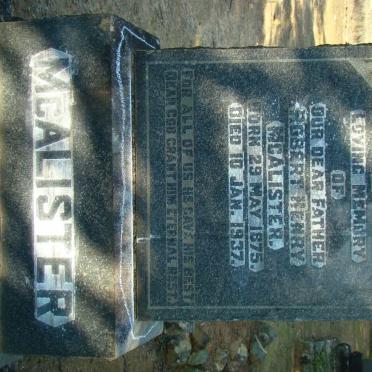 LOVING MEMORY
OF
OUR DEAR FATHER
ROBERT HENRY
MCALISTER.
BORN 29 MAY 1875
DIED 10 JAN. 1937.
FOR ALL OF US HE GAVE HIS BEST
DEAR GOD GRANT HIM ETERNAL REST.
MCALISTER